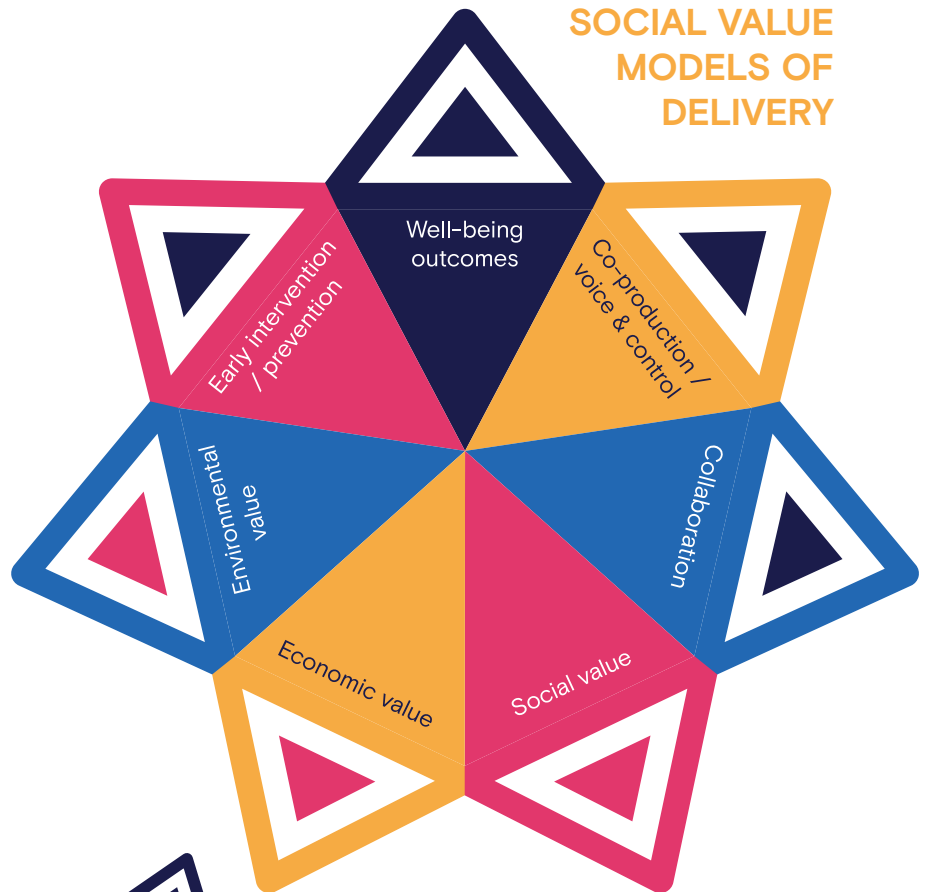 SOCIAL VALUE
MODELS OF
DELIVERY
Well-being
outcomes
Co-production /
voice & control
Collaboration
Social value
Economic value
Environmental
value
Early intervention
/ prevention